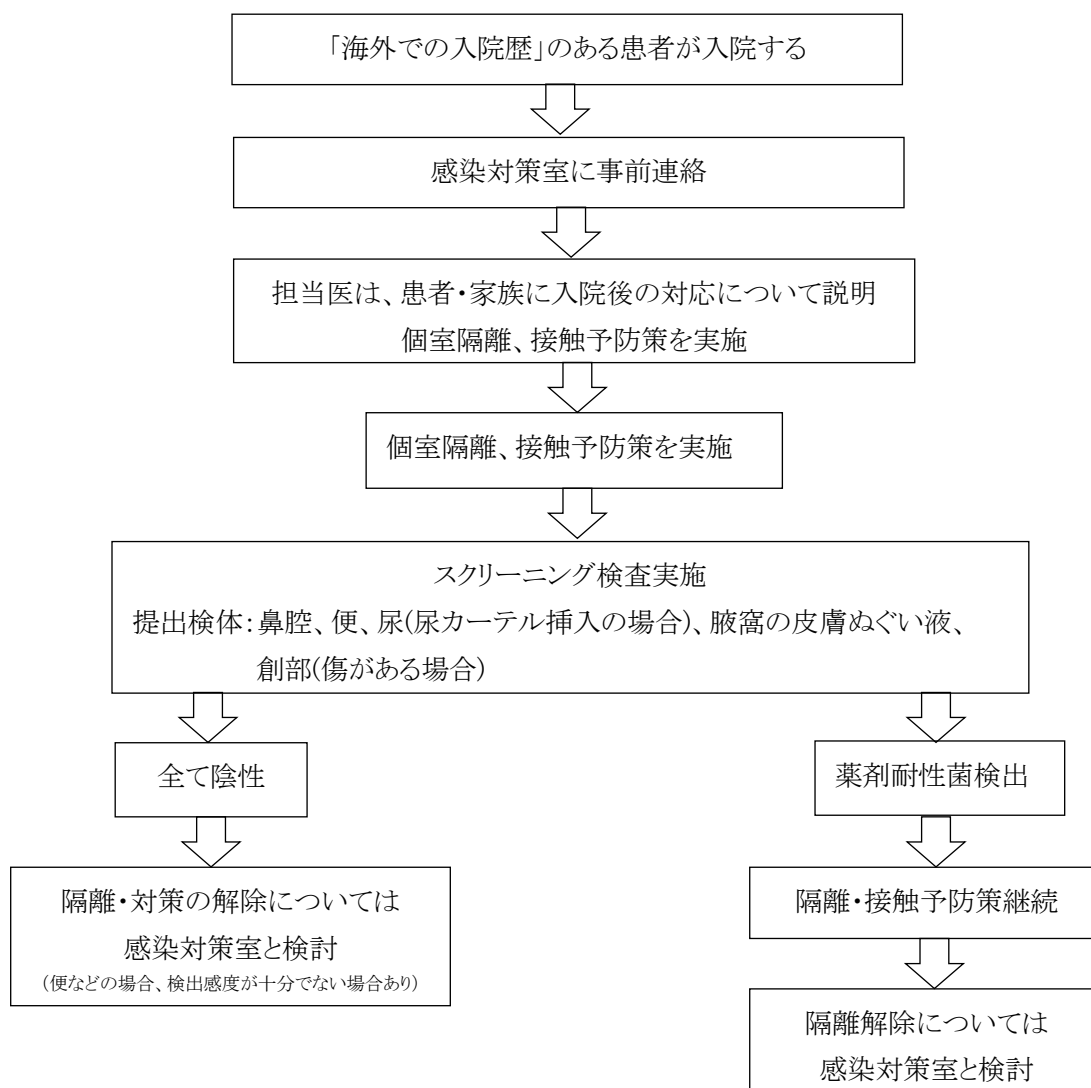 「海外での入院歴」のある患者が入院する
感染対策室に事前連絡
担当医は、患者・家族に入院後の対応について説明
個室隔離、接触予防策を実施
個室隔離、接触予防策を実施
スクリーニング検査実施
提出検体：鼻腔、便、尿(尿カーテル挿入の場合)、腋窩の皮膚ぬぐい液、
創部(傷がある場合)
全て陰性
薬剤耐性菌検出
隔離・対策の解除については
感染対策室と検討
（便などの場合、検出感度が十分でない場合あり）
隔離・接触予防策継続
隔離解除については
感染対策室と検討